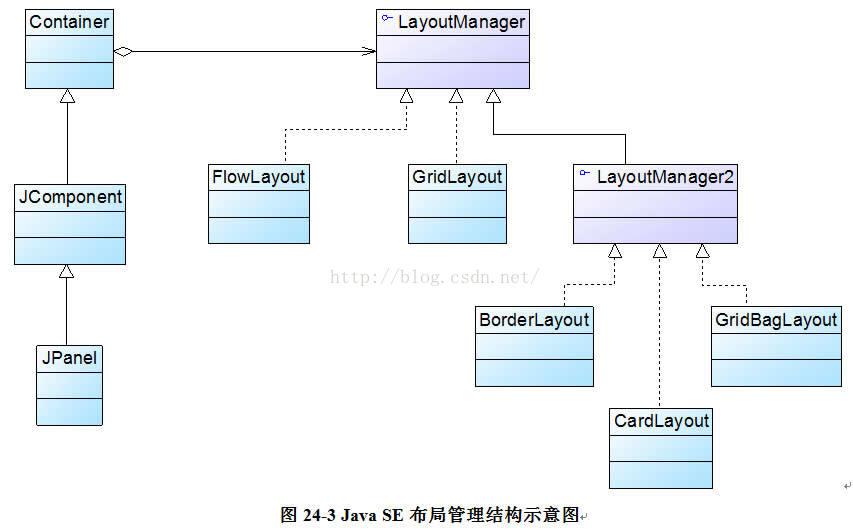 Container
LayoutManager
FlowLayout
GridLayout
LayoutManager2
JComponent
http://blog.csdn.net/
BorderLayout
GridBagLayout
JPanel
CardLayout
图 24-3 Java SE 布局管理结构示意图